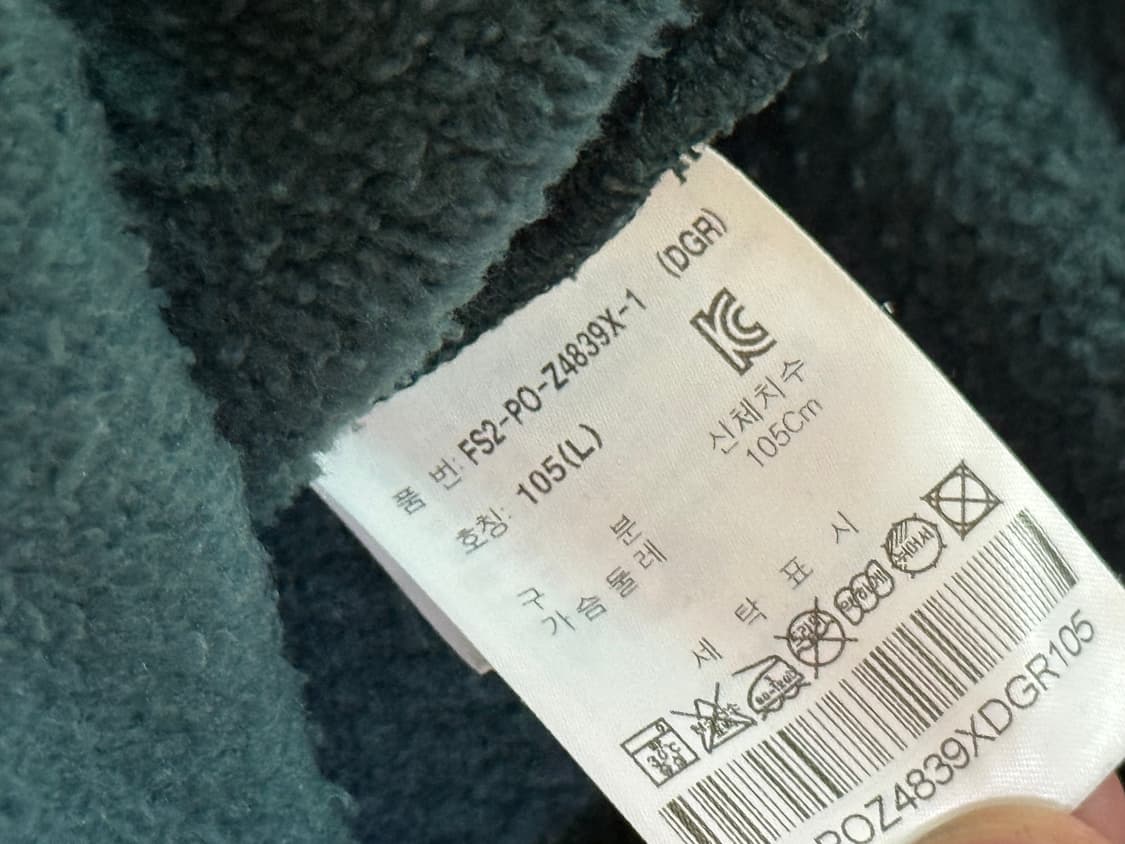 품 번: FS2-PO-Z4839X-1 (DGR)
호칭: 105(L)
구 분 신체치수
가슴둘레 105Cm
세 탁 표 시
POZ4839XDGR105